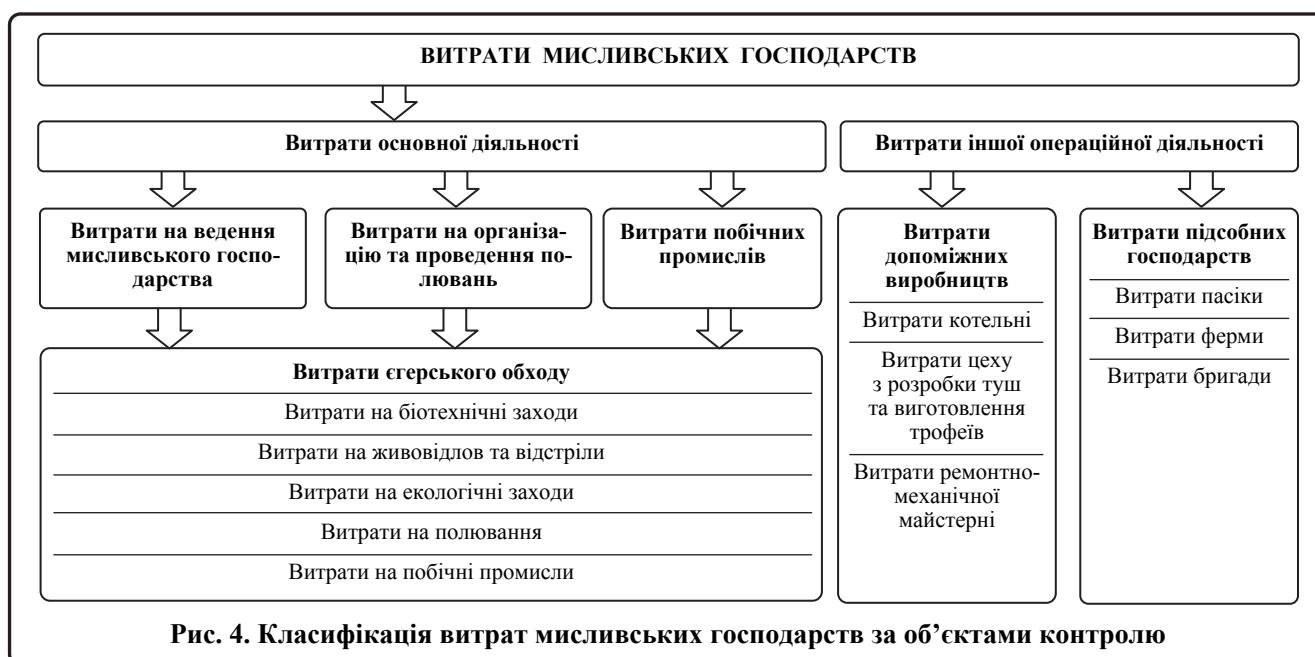 ВИТРАТИ МИСЛИВСЬКИХ ГОСПОДАРСТВ
Витрати основної діяльності
Витрати іншої операційної діяльності
Витрати на ведення
мисливського госпо-
дарства
Витрати на організа-
цію та проведення по-
лювань
Витрати побічних
промислів
Витрати єгерського обходу
Витрати на біотехнічні заходи
Витрати на живовідлов та відстріли
Витрати на екологічні заходи
Витрати на полювання
Витрати на побічні промисли
Витрати
допоміжних
виробництв
Витрати котельні
Витрати цеху
з розробки туш
та виготовлення
трофеїв
Витрати ремонтно-
механічної
майстерні
Витрати підсобних
господарств
Витрати пасіки
Витрати ферми
Витрати бригади
Рис. 4. Класифікація витрат мисливських господарств за об’єктами контролю